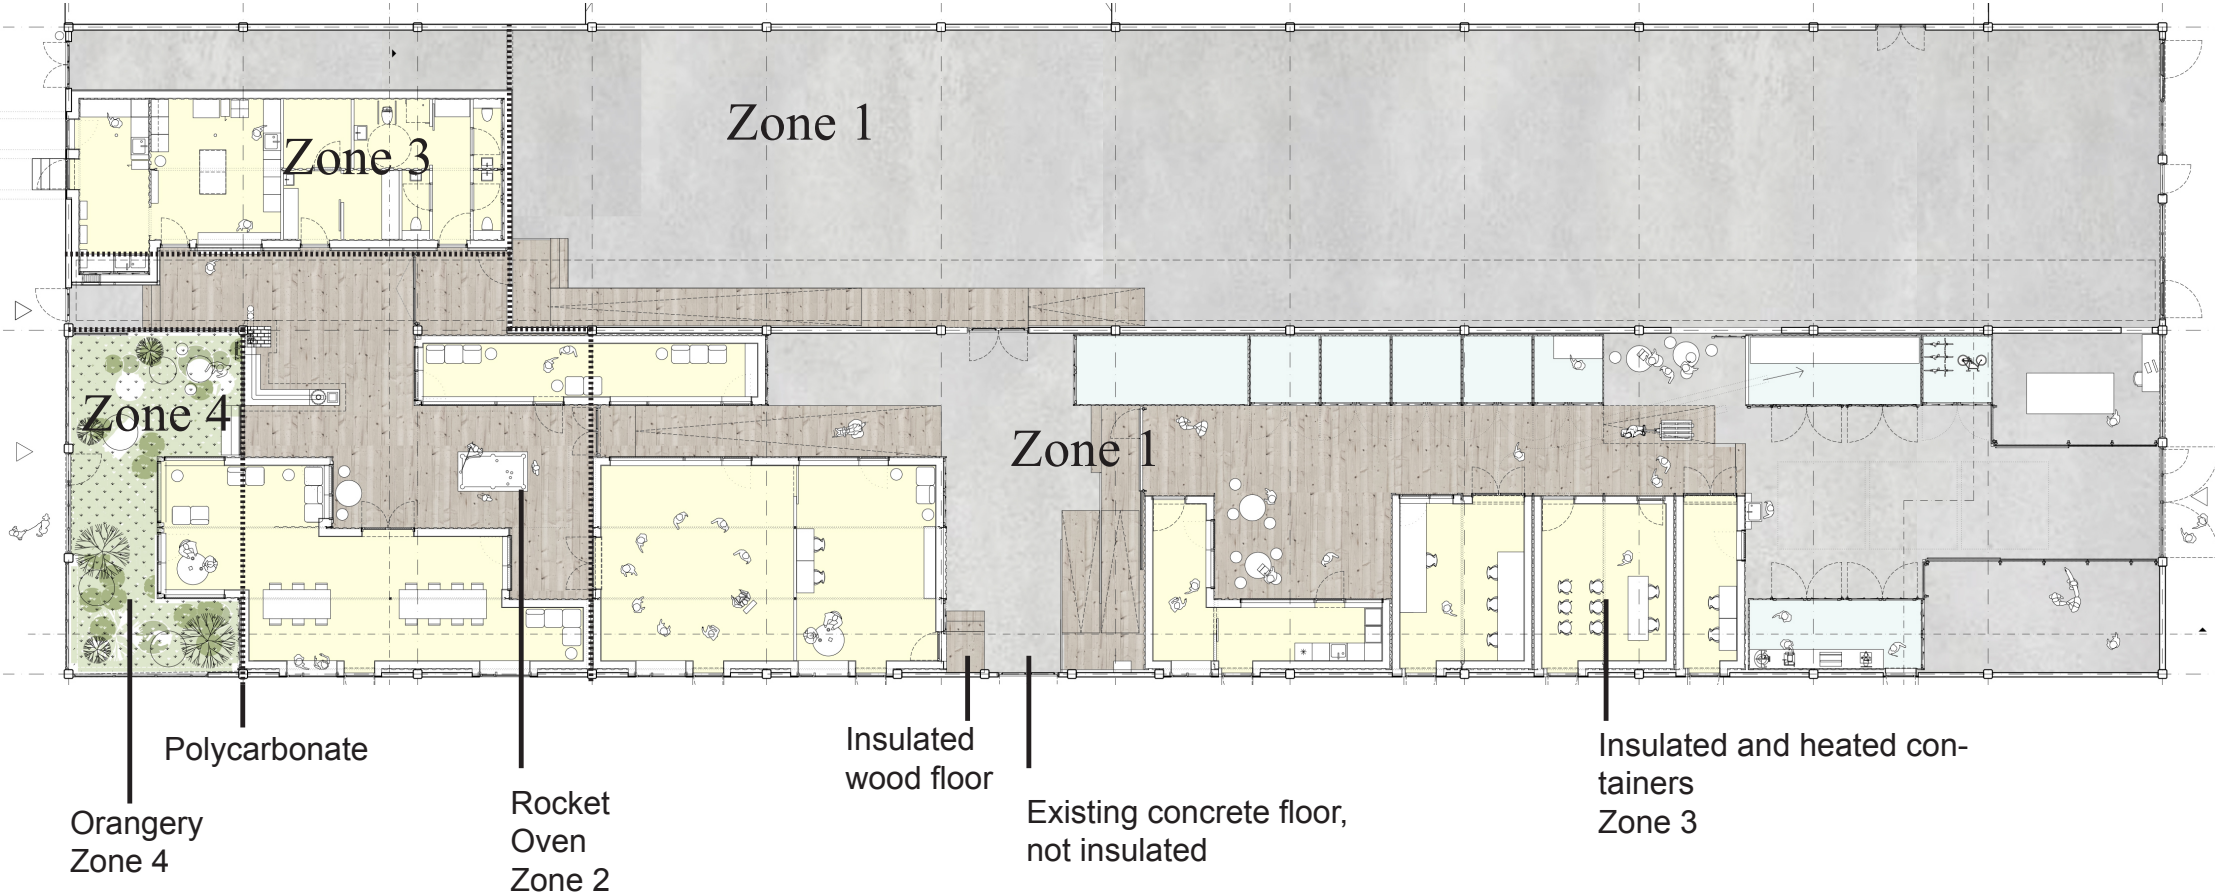 Zone 1
Zone 3
Zone 4
Zone 1
Polycarbonate
Orangery
Zone 4
Rocket
Oven
Zone 2
Insulated
wood floor
Existing concrete floor,
not insulated
Insulated and heated con-
tainers
Zone 3